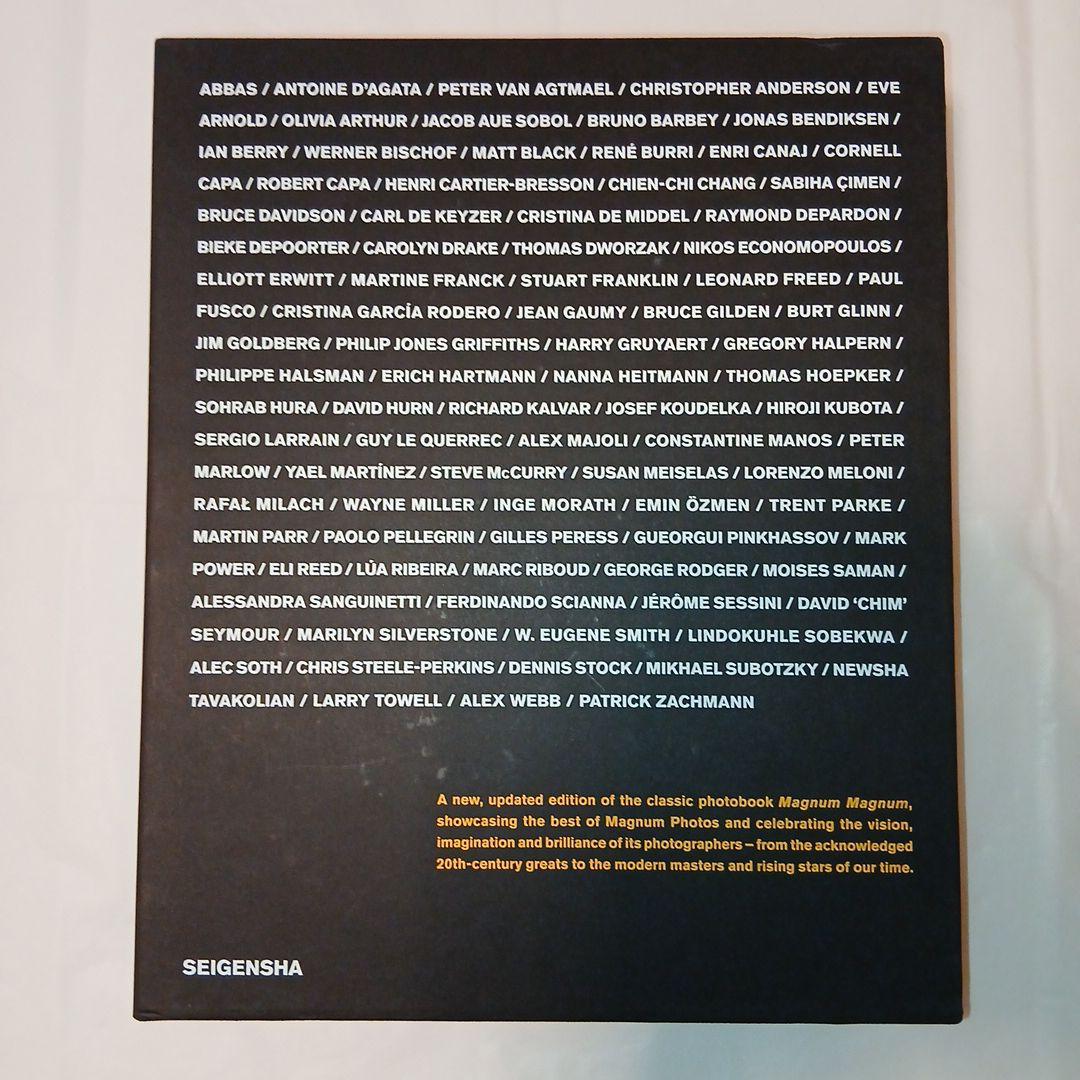 ABBAS / ANTOINE D'AGATA / PETER VAN AGTMAEL / CHRISTOPHER ANDERSON / EVE
ARNOLD / OLIVIA ARTHUR / JACOB AUE SOBOL / BRUNO BARBEY / JONAS BENDIKSEN /
IAN BERRY / WERNER BISCHOF / MATT BLACK / RENÉ BURRI / ENRI CANAJ / CORNELL
CAPA / ROBERT CAPA / HENRI CARTIER-BRESSON / CHIEN-CHI CHANG / SABIHA ÇIMEN /
BRUCE DAVIDSON / CARL DE KEYZER / CRISTINA DE MIDDEL / RAYMOND DEPARDON /
BIEKE DEPOORTER / CAROLYN DRAKE / THOMAS DWORZAK / NIKOS ECONOMOPOULOS /
ELLIOTT ERWITT / MARTINE FRANCK / STUART FRANKLIN / LEONARD FREED / PAUL
FUSCO / CRISTINA GARCÍA RODERO / JEAN GAUMY / BRUCE GILDEN / BURT GLINN /
JIM GOLDBERG / PHILIP JONES GRIFFITHS / HARRY GRUYAERT / GREGORY HALPERN /
PHILIPPE HALSMAN / ERICH HARTMANN / NANNA HEITMANN / THOMAS HOEPKER /
SOHRAB HURA / DAVID HURN / RICHARD KALVAR / JOSEF KOUDELKA / HIROJI KUBOTA /
SERGIO LARRAIN / GUY LE QUERREC / ALEX MAJOLI / CONSTANTINE MANOS / PETER
MARLOW / YAEL MARTÍNEZ / STEVE McCURRY / SUSAN MEISELAS / LORENZO MELONI /
RAFAŁ MILACH / WAYNE MILLER / INGE MORATH / EMIN ÖZMEN / TRENT PARKE /
MARTIN PARR / PAOLO PELLEGRIN / GILLES PERESS / GUEORGUI PINKHASSOV / MARK
POWER / ELI REED / LÚA RIBEIRA / MARC RIBOUD / GEORGE RODGER / MOISES SAMAN /
ALESSANDRA SANGUINETTI / FERDINANDO SCIANNA / JÉRÔME SESSINI / DAVID 'CHIM'
SEYMOUR / MARILYN SILVERSTONE / W. EUGENE SMITH / LINDOKUHLE SOBEKWA /
ALEC SOTH / CHRIS STEELE-PERKINS / DENNIS STOCK / MIKHAEL SUBOTZKY / NEWSHA
TAVAKOLIAN / LARRY TOWELL / ALEX WEBB / PATRICK ZACHMANN
A new, updated edition of the classic photobook Magnum Magnum,
showcasing the best of Magnum Photos and celebrating the vision,
imagination and brilliance of its photographers – from the acknowledged
20th-century greats to the modern masters and rising stars of our time.
SEIGENSHA